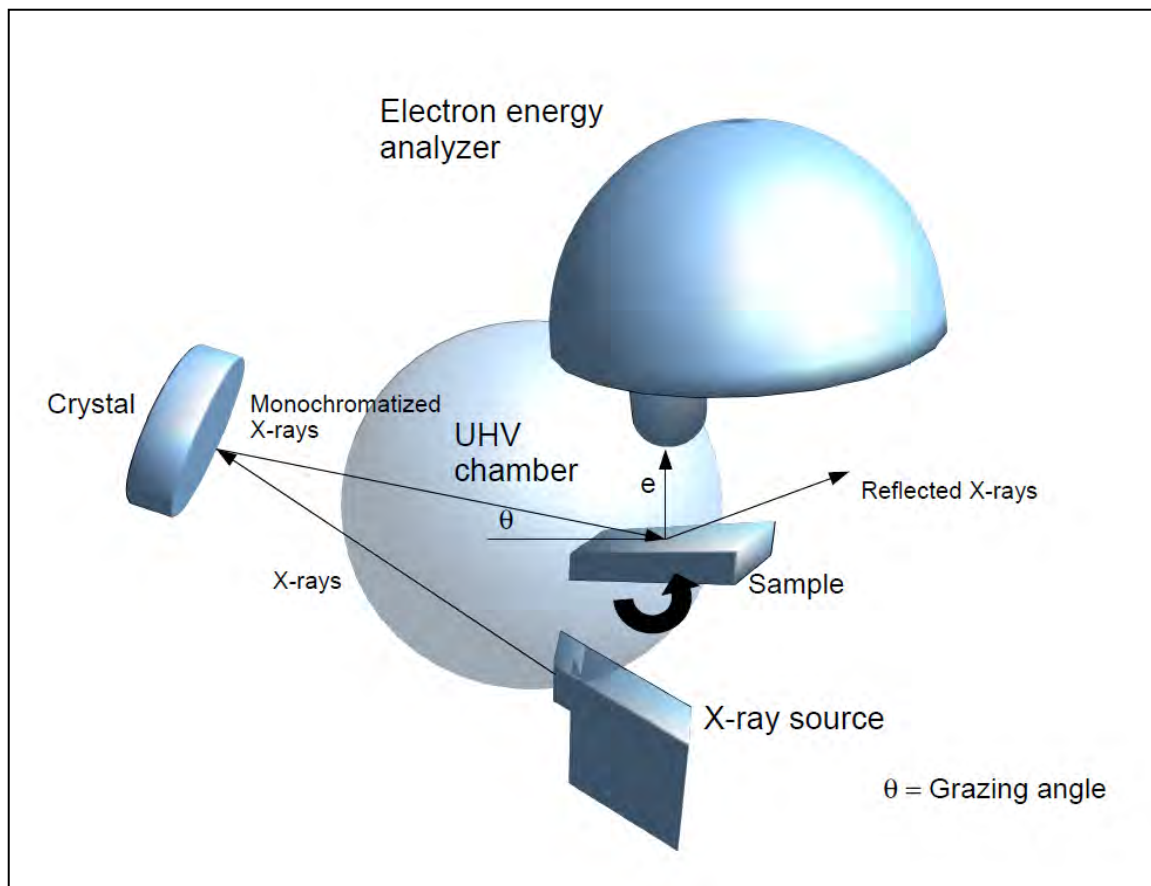 Electron energy
analyzer
Crystal
Monochromatized
X-rays
UHV
chamber
e
Reflected X-rays
θ
X-rays
Sample
X-ray source
θ = Grazing angle